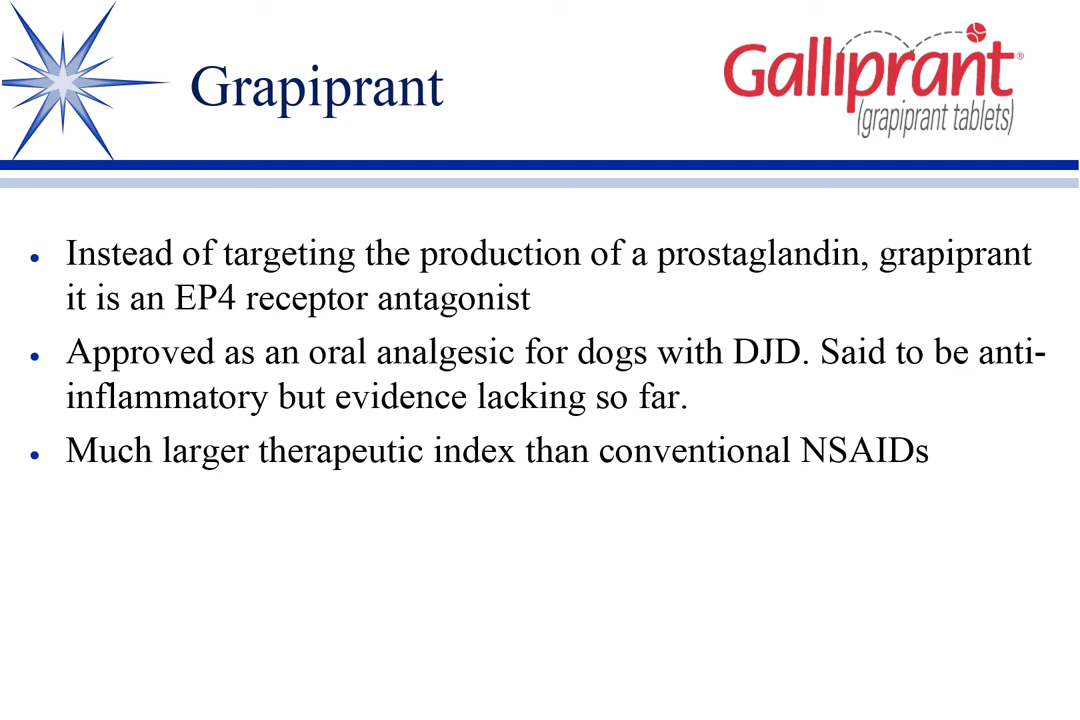 Grapiprant
Galliprant®
(grapiprant tablets)
• Instead of targeting the production of a prostaglandin, grapiprant
it is an EP4 receptor antagonist
• Approved as an oral analgesic for dogs with DJD. Said to be anti-
inflammatory but evidence lacking so far.
• Much larger therapeutic index than conventional NSAIDs